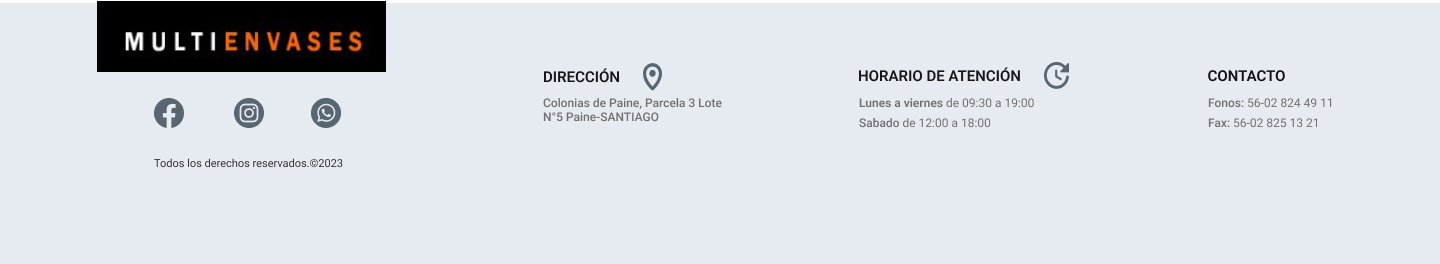 MULTIENVASES
Todos los derechos reservados.©2023
DIRECCIÓN
Colonias de Paine, Parcela 3 Lote
N°5 Paine-SANTIAGO
HORARIO DE ATENCIÓN
Lunes a viernes de 09:30 a 19:00
Sabado de 12:00 a 18:00
CONTACTO
Fonos: 56-02 824 49 11
Fax: 56-02 825 13 21